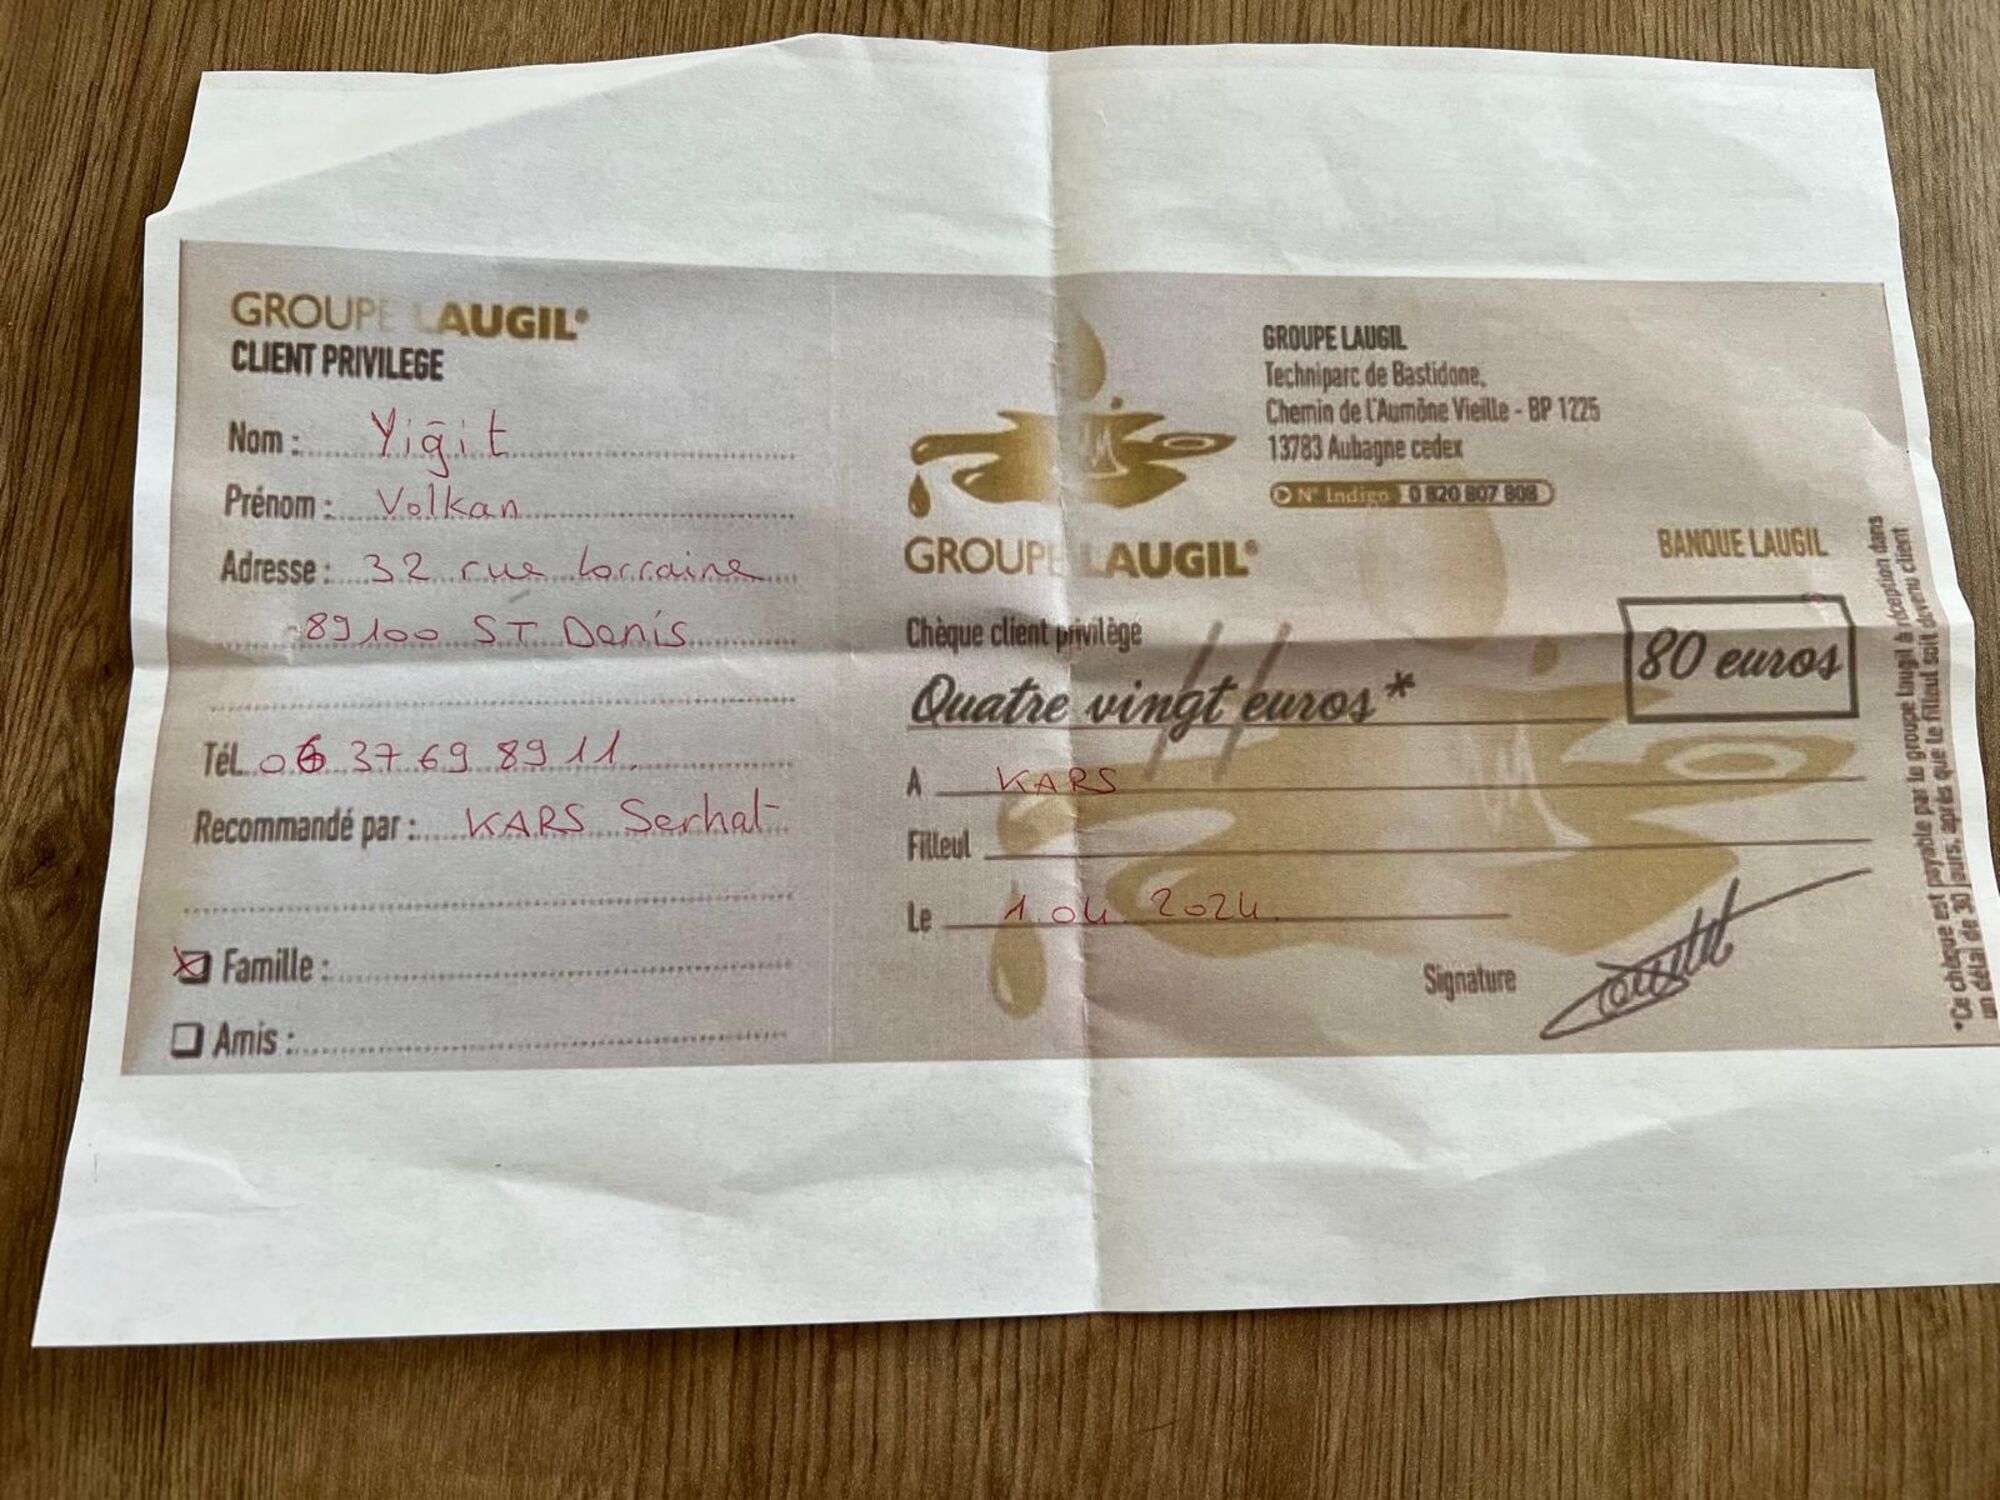 GROUPE LAUGIL®
CLIENT PRIVILEGE
Nom : Yiğit
Prénom : Volkan
Adresse : 32 rue lorraine
89100 ST Denis
Tél. 06 37 69 89 11.
Recommandé par : KARS Serhat
Famille :
Amis :
GROUPE LAUGIL
Techniparc de Bastidone,
Chemin de l'Aumône Vieille - BP 1225
13783 Aubagne cedex
N° Indigo 0 820 807 808
GROUPE LAUGIL®
BANQUE LAUGIL
Chèque client privilège
80 euros
Quatre vingt euros*
A KARS
Filleul
Le 1.04.2024.
Signature
*Ce chèque est payable par le groupe Laugil à réception dans
un délai de 30 jours, après que le filleul soit devenu client